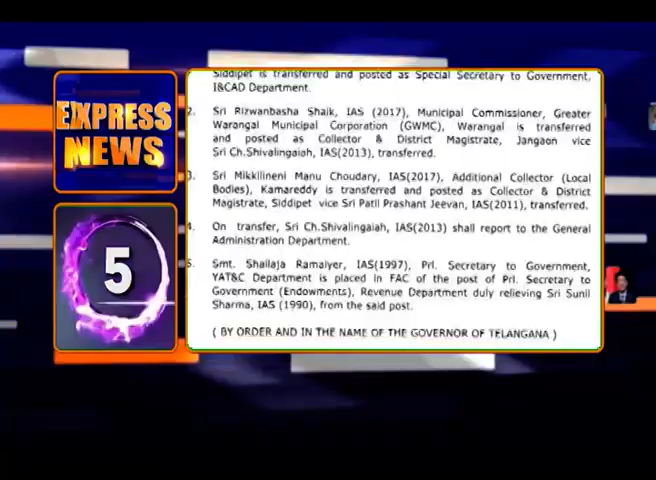 EXPRESS
NEWS
5
Siddipet is transferred and posted as Special Secretary to Government,
I&CAD Department.
2. Sri Rizwanbasha Shaik, IAS (2017), Municipal Commissioner, Greater
Warangal Municipal Corporation (GWMC), Warangal is transferred
and posted as Collector & District Magistrate, Jangaon vice
Sri Ch.Shivalingaiah, IAS(2013), transferred.
3. Sri Mikkilineni Manu Choudary, IAS(2017), Additional Collector (Local
Bodies), Kamareddy is transferred and posted as Collector & District
Magistrate, Siddipet vice Sri Patil Prashant Jeevan, IAS(2011), transferred.
4. On transfer, Sri Ch.Shivalingaiah, IAS(2013) shall report to the General
Administration Department.
5. Smt. Shailaja Ramaiyer, IAS(1997), Prl. Secretary to Government,
YAT&C Department is placed in FAC of the post of Prl. Secretary to
Government (Endowments), Revenue Department duly relieving Sri Sunil
Sharma, IAS (1990), from the said post.
( BY ORDER AND IN THE NAME OF THE GOVERNOR OF TELANGANA )